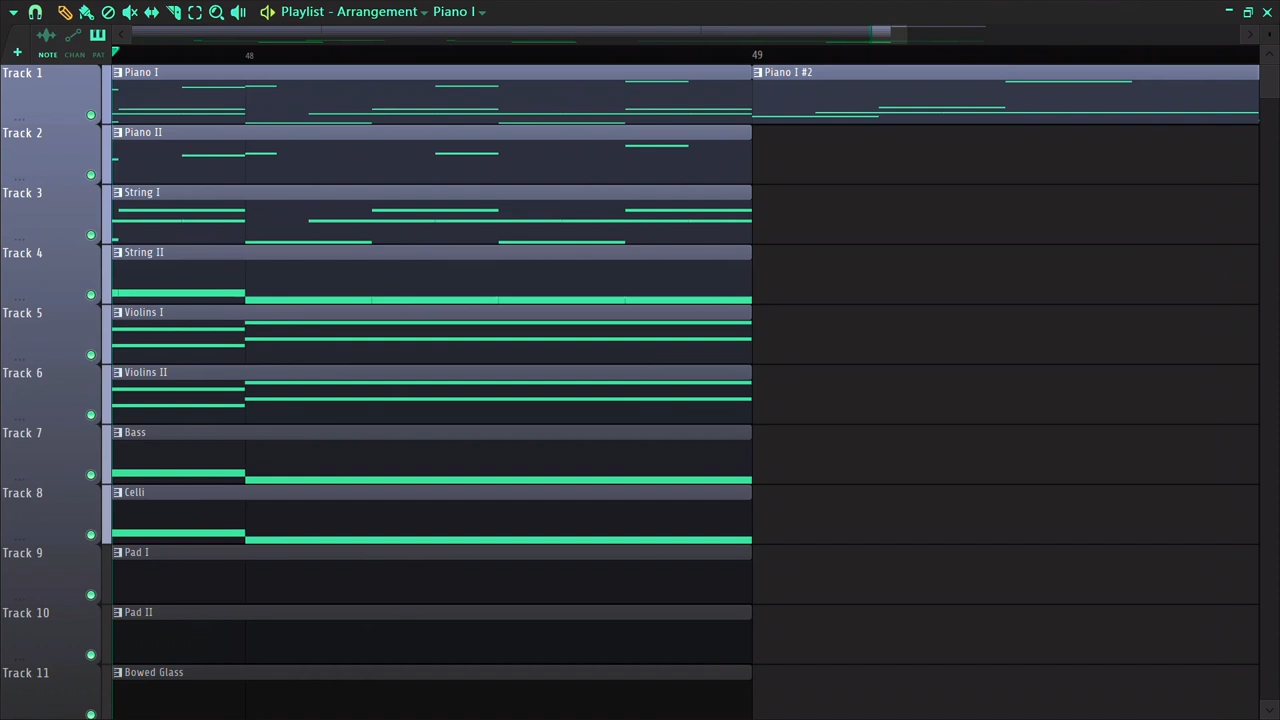 Playlist - Arrangement Piano I
NOTE CHAN PAT
48 49
Track 1 Piano I Piano I #2
Track 2 Piano II
Track 3 String I
Track 4 String II
Track 5 Violins I
Track 6 Violins II
Track 7 Bass
Track 8 Celli
Track 9 Pad I
Track 10 Pad II
Track 11 Bowed Glass